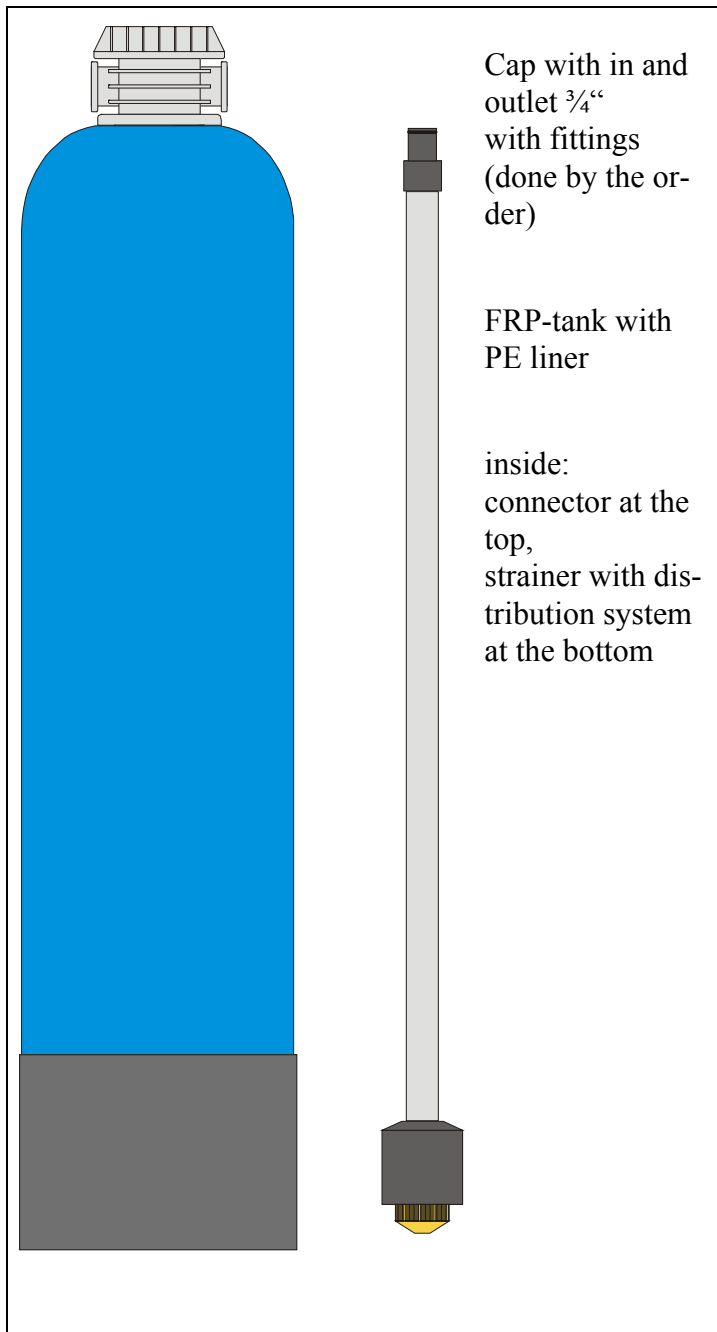 Cap with in and
outlet ¾“
with fittings
(done by the or-
der)
FRP-tank with
PE liner
inside:
connector at the
top,
strainer with dis-
tribution system
at the bottom